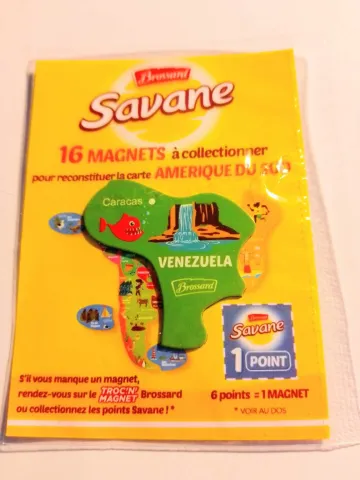 Brossard
Savane
16 MAGNETS à collectionner
pour reconstituer la carte AMERIQUE DU SUD
Caracas
VENEZUELA
Brossard
Brossard
Savane
1 POINT
S'il vous manque un magnet,
rendez-vous sur le TROC'N' MAGNET Brossard
ou collectionnez les points Savane ! *
6 points = 1 MAGNET
* VOIR AU DOS